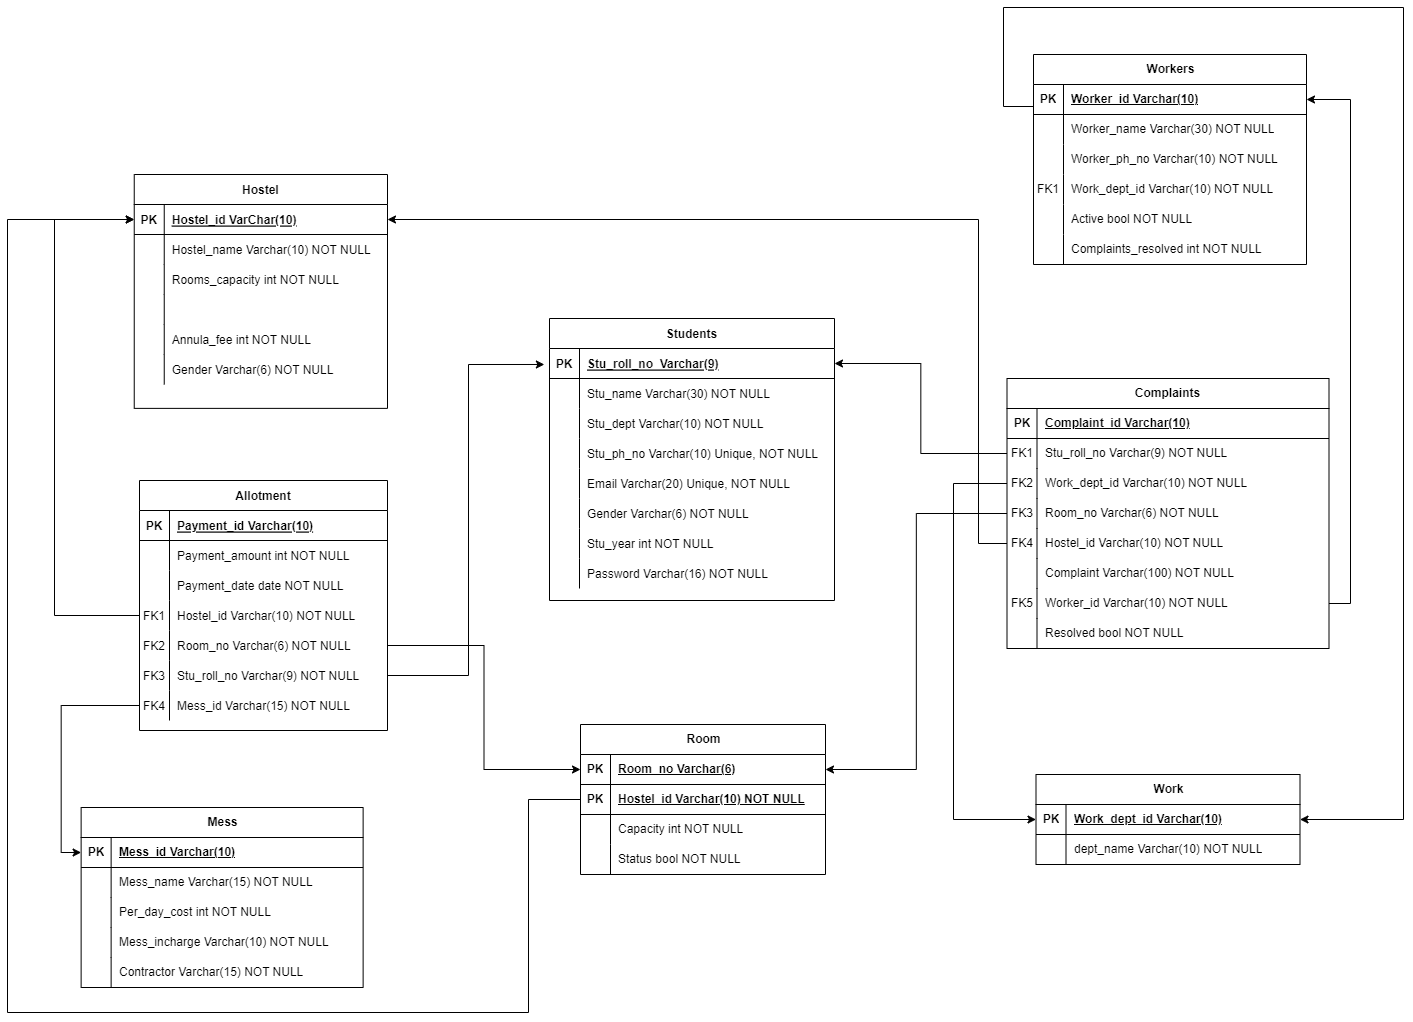 Workers
PK Worker_id Varchar(10)
Worker_name Varchar(30) NOT NULL
Worker_ph_no Varchar(10) NOT NULL
FK1 Work_dept_id Varchar(10) NOT NULL
Active bool NOT NULL
Complaints_resolved int NOT NULL
Hostel
PK Hostel_id VarChar(10)
Hostel_name Varchar(10) NOT NULL
Rooms_capacity int NOT NULL
Annula_fee int NOT NULL
Gender Varchar(6) NOT NULL
Students
PK Stu_roll_no Varchar(9)
Stu_name Varchar(30) NOT NULL
Stu_dept Varchar(10) NOT NULL
Stu_ph_no Varchar(10) Unique, NOT NULL
Email Varchar(20) Unique, NOT NULL
Gender Varchar(6) NOT NULL
Stu_year int NOT NULL
Password Varchar(16) NOT NULL
Complaints
PK Complaint_id Varchar(10)
FK1 Stu_roll_no Varchar(9) NOT NULL
FK2 Work_dept_id Varchar(10) NOT NULL
FK3 Room_no Varchar(6) NOT NULL
FK4 Hostel_id Varchar(10) NOT NULL
Complaint Varchar(100) NOT NULL
FK5 Worker_id Varchar(10) NOT NULL
Resolved bool NOT NULL
Allotment
PK Payment_id Varchar(10)
Payment_amount int NOT NULL
Payment_date date NOT NULL
FK1 Hostel_id Varchar(10) NOT NULL
FK2 Room_no Varchar(6) NOT NULL
FK3 Stu_roll_no Varchar(9) NOT NULL
FK4 Mess_id Varchar(15) NOT NULL
Room
PK Room_no Varchar(6)
PK Hostel_id Varchar(10) NOT NULL
Capacity int NOT NULL
Status bool NOT NULL
Work
PK Work_dept_id Varchar(10)
dept_name Varchar(10) NOT NULL
Mess
PK Mess_id Varchar(10)
Mess_name Varchar(15) NOT NULL
Per_day_cost int NOT NULL
Mess_incharge Varchar(10) NOT NULL
Contractor Varchar(15) NOT NULL